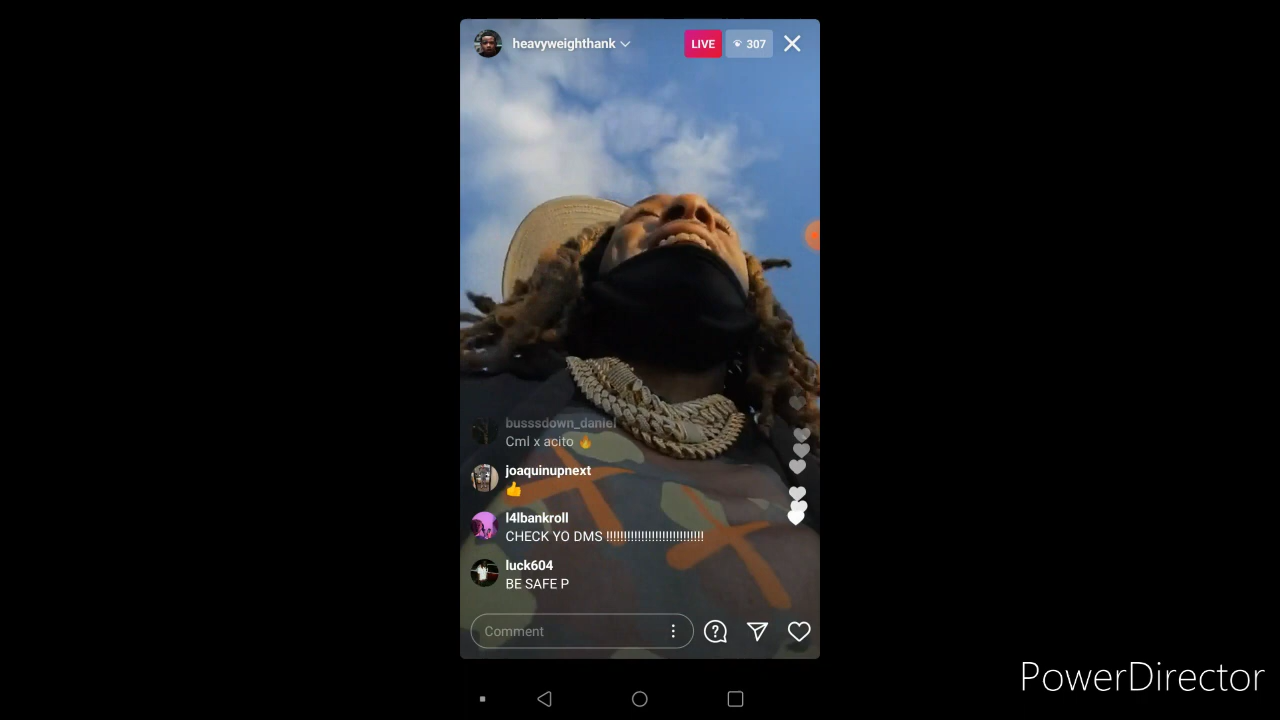 heavyweighthank
LIVE
307
busssdown_daniel
Cml x acito 🔥
joaquinupnext
👍
l4lbankroll
CHECK YO DMS !!!!!!!!!!!!!!!!!!!!!!!!!!!!
luck604
BE SAFE P
Comment
PowerDirector